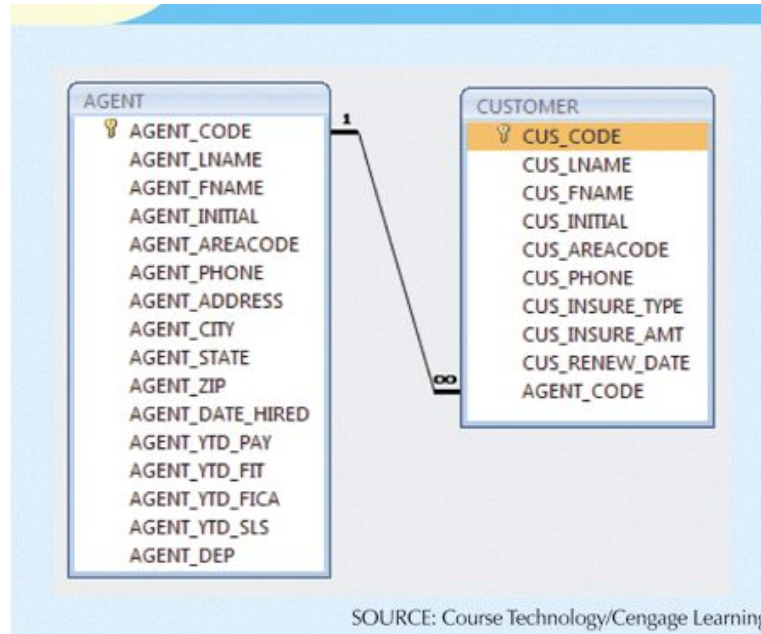 AGENT
AGENT_CODE
AGENT_LNAME
AGENT_FNAME
AGENT_INITIAL
AGENT_AREACODE
AGENT_PHONE
AGENT_ADDRESS
AGENT_CITY
AGENT_STATE
AGENT_ZIP
AGENT_DATE_HIRED
AGENT_YTD_PAY
AGENT_YTD_FIT
AGENT_YTD_FICA
AGENT_YTD_SLS
AGENT_DEP
1
∞
CUSTOMER
CUS_CODE
CUS_LNAME
CUS_FNAME
CUS_INITIAL
CUS_AREACODE
CUS_PHONE
CUS_INSURE_TYPE
CUS_INSURE_AMT
CUS_RENEW_DATE
AGENT_CODE
SOURCE: Course Technology/Cengage Learning